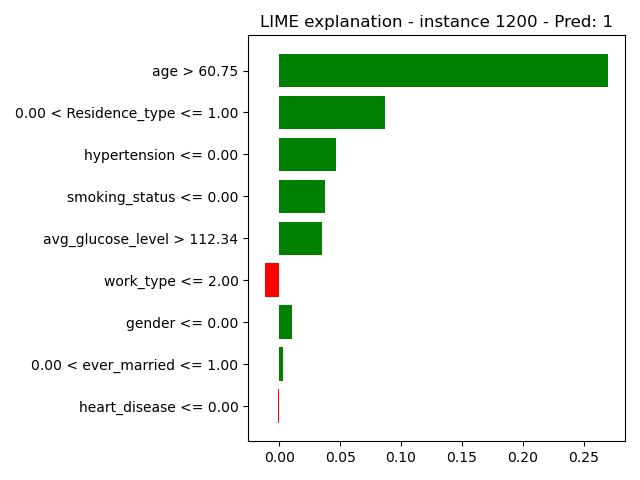 LIME explanation - instance 1200 - Pred: 1
age > 60.75
0.00 < Residence_type <= 1.00
hypertension <= 0.00
smoking_status <= 0.00
avg_glucose_level > 112.34
work_type <= 2.00
gender <= 0.00
0.00 < ever_married <= 1.00
heart_disease <= 0.00
0.00 0.05 0.10 0.15 0.20 0.25